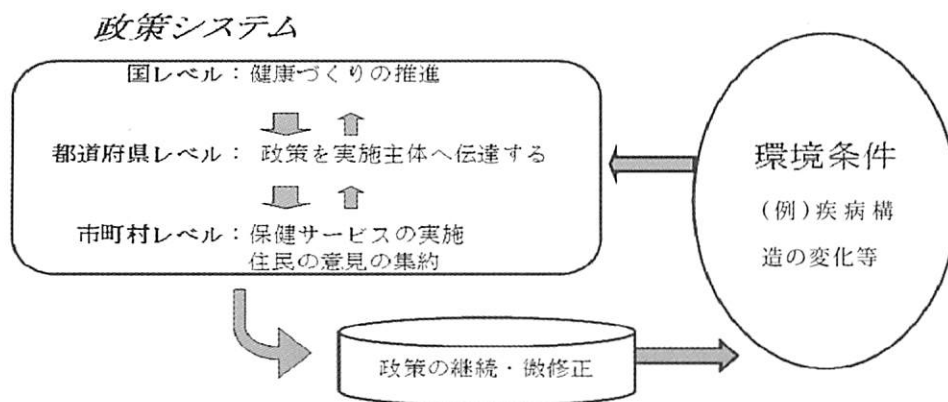 政策システム
国レベル：健康づくりの推進
都道府県レベル： 政策を実施主体へ伝達する
市町村レベル：保健サービスの実施
住民の意見の集約
環境条件
（例）疾病構
造の変化等
政策の継続・微修正